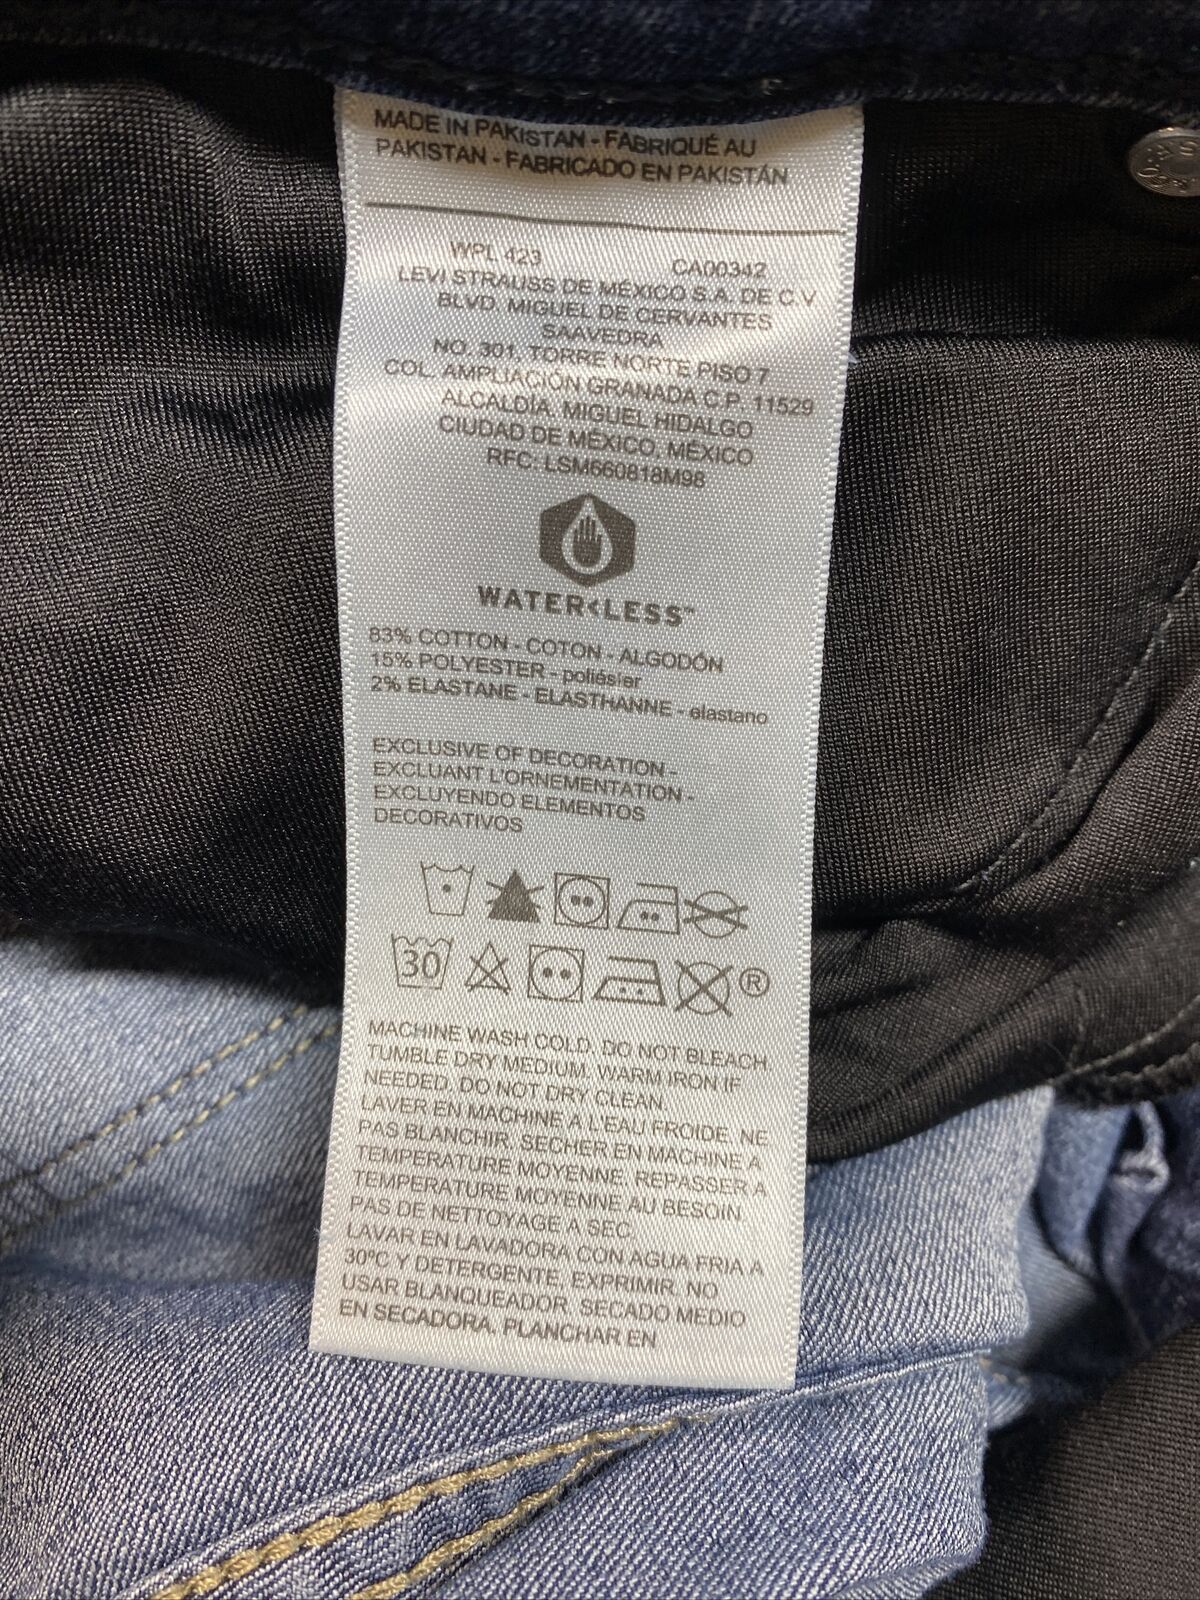 MADE IN PAKISTAN - FABRIQUÉ AU
PAKISTAN - FABRICADO EN PAKISTÁN
WPL 423 CA00342
LEVI STRAUSS DE MÉXICO S.A. DE C.V
BLVD. MIGUEL DE CERVANTES
SAAVEDRA
NO. 301, TORRE NORTE PISO 7
COL. AMPLIACIÓN GRANADA C.P. 11529
ALCALDÍA. MIGUEL HIDALGO
CIUDAD DE MÉXICO, MÉXICO
RFC: LSM660818M98
WATER<LESS™
83% COTTON - COTON - ALGODÓN
15% POLYESTER - poliésier
2% ELASTANE - ELASTHANNE - elastano
EXCLUSIVE OF DECORATION -
EXCLUANT L'ORNEMENTATION -
EXCLUYENDO ELEMENTOS
DECORATIVOS
30 ®
MACHINE WASH COLD. DO NOT BLEACH.
TUMBLE DRY MEDIUM. WARM IRON IF
NEEDED. DO NOT DRY CLEAN.
LAVER EN MACHINE A L'EAU FROIDE. NE
PAS BLANCHIR. SECHER EN MACHINE A
TEMPERATURE MOYENNE. REPASSER A
TEMPERATURE MOYENNE AU BESOIN.
PAS DE NETTOYAGE A SEC.
LAVAR EN LAVADORA CON AGUA FRIA A
30ºC Y DETERGENTE, EXPRIMIR. NO
USAR BLANQUEADOR. SECADO MEDIO
EN SECADORA. PLANCHAR EN